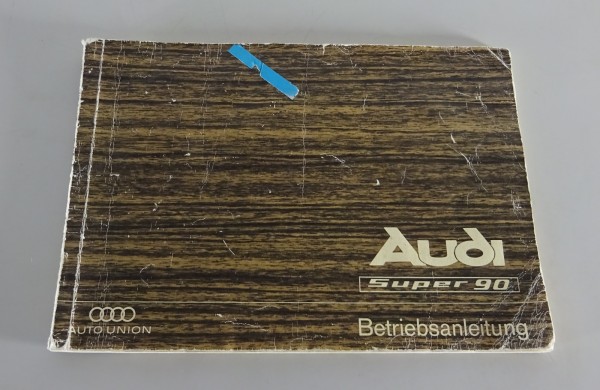 Audi
Super 90
AUTO UNION
Betriebsanleitung